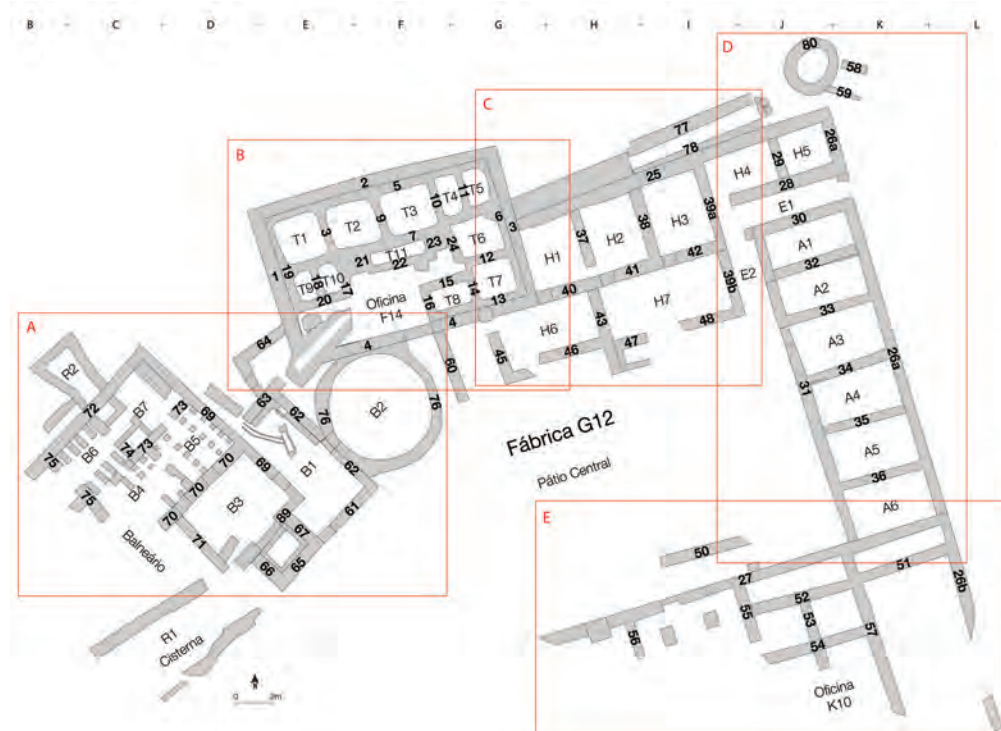 B C D E F G H I J K L
D
80
58
59
C
77
26a
78
29
H5
B
H4
2
5
25
28
11
T5
10
T4
39a
E1
T3
9
T2
6
30
3
T1
3
38
H3
A1
7
23
24
T6
37
H2
32
T11
21
22
12
H1
42
E2
1
19
18
T10
T9
17
41
A2
39b
15
14
T7
40
20
Oficina
F14
16
T8
13
H7
33
A
4
H6
43
48
A3
64
4
47
60
45
46
26a
31
34
R2
63
A4
72
B7
73
69
62
76
B2
76
35
74
73
B5
Fábrica G12
A5
75
B6
70
69
B1
62
Pátio Central
36
B4
70
75
B3
A6
E
70
69
67
61
71
65
66
50
51
Balneário
27
26b
52
55
53
56
57
54
R1
Cisterna
Oficina
K10
N
0 2m